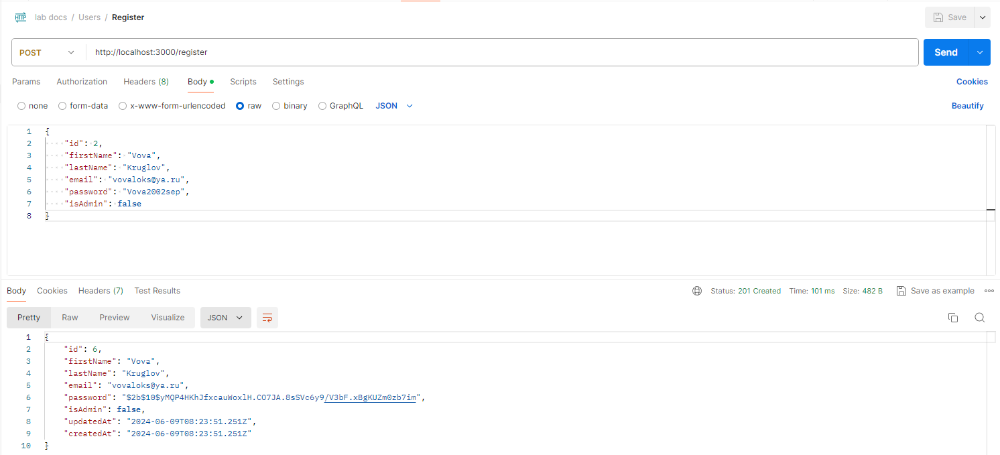 HTTP lab docs / Users / Register Save
POST http://localhost:3000/register Send
Params Authorization Headers (8) Body Scripts Settings Cookies
none form-data x-www-form-urlencoded raw binary GraphQL JSON Beautify
1 {
2 "id": 2,
3 "firstName": "Vova",
4 "lastName": "Kruglov",
5 "email": "vovaloks@ya.ru",
6 "password": "Vova2002sep",
7 "isAdmin": false
8 }
Body Cookies Headers (7) Test Results Status: 201 Created Time: 101 ms Size: 482 B Save as example
Pretty Raw Preview Visualize JSON
1 {
2 "id": 6,
3 "firstName": "Vova",
4 "lastName": "Kruglov",
5 "email": "vovaloks@ya.ru",
6 "password": "$2b$10$yMQP4HKhJfxcauWoxlH.CO7JA.8sSVc6y9/V3bF.xBgKUZm0zb7im",
7 "isAdmin": false,
8 "updatedAt": "2024-06-09T08:23:51.251Z",
9 "createdAt": "2024-06-09T08:23:51.251Z"
10 }